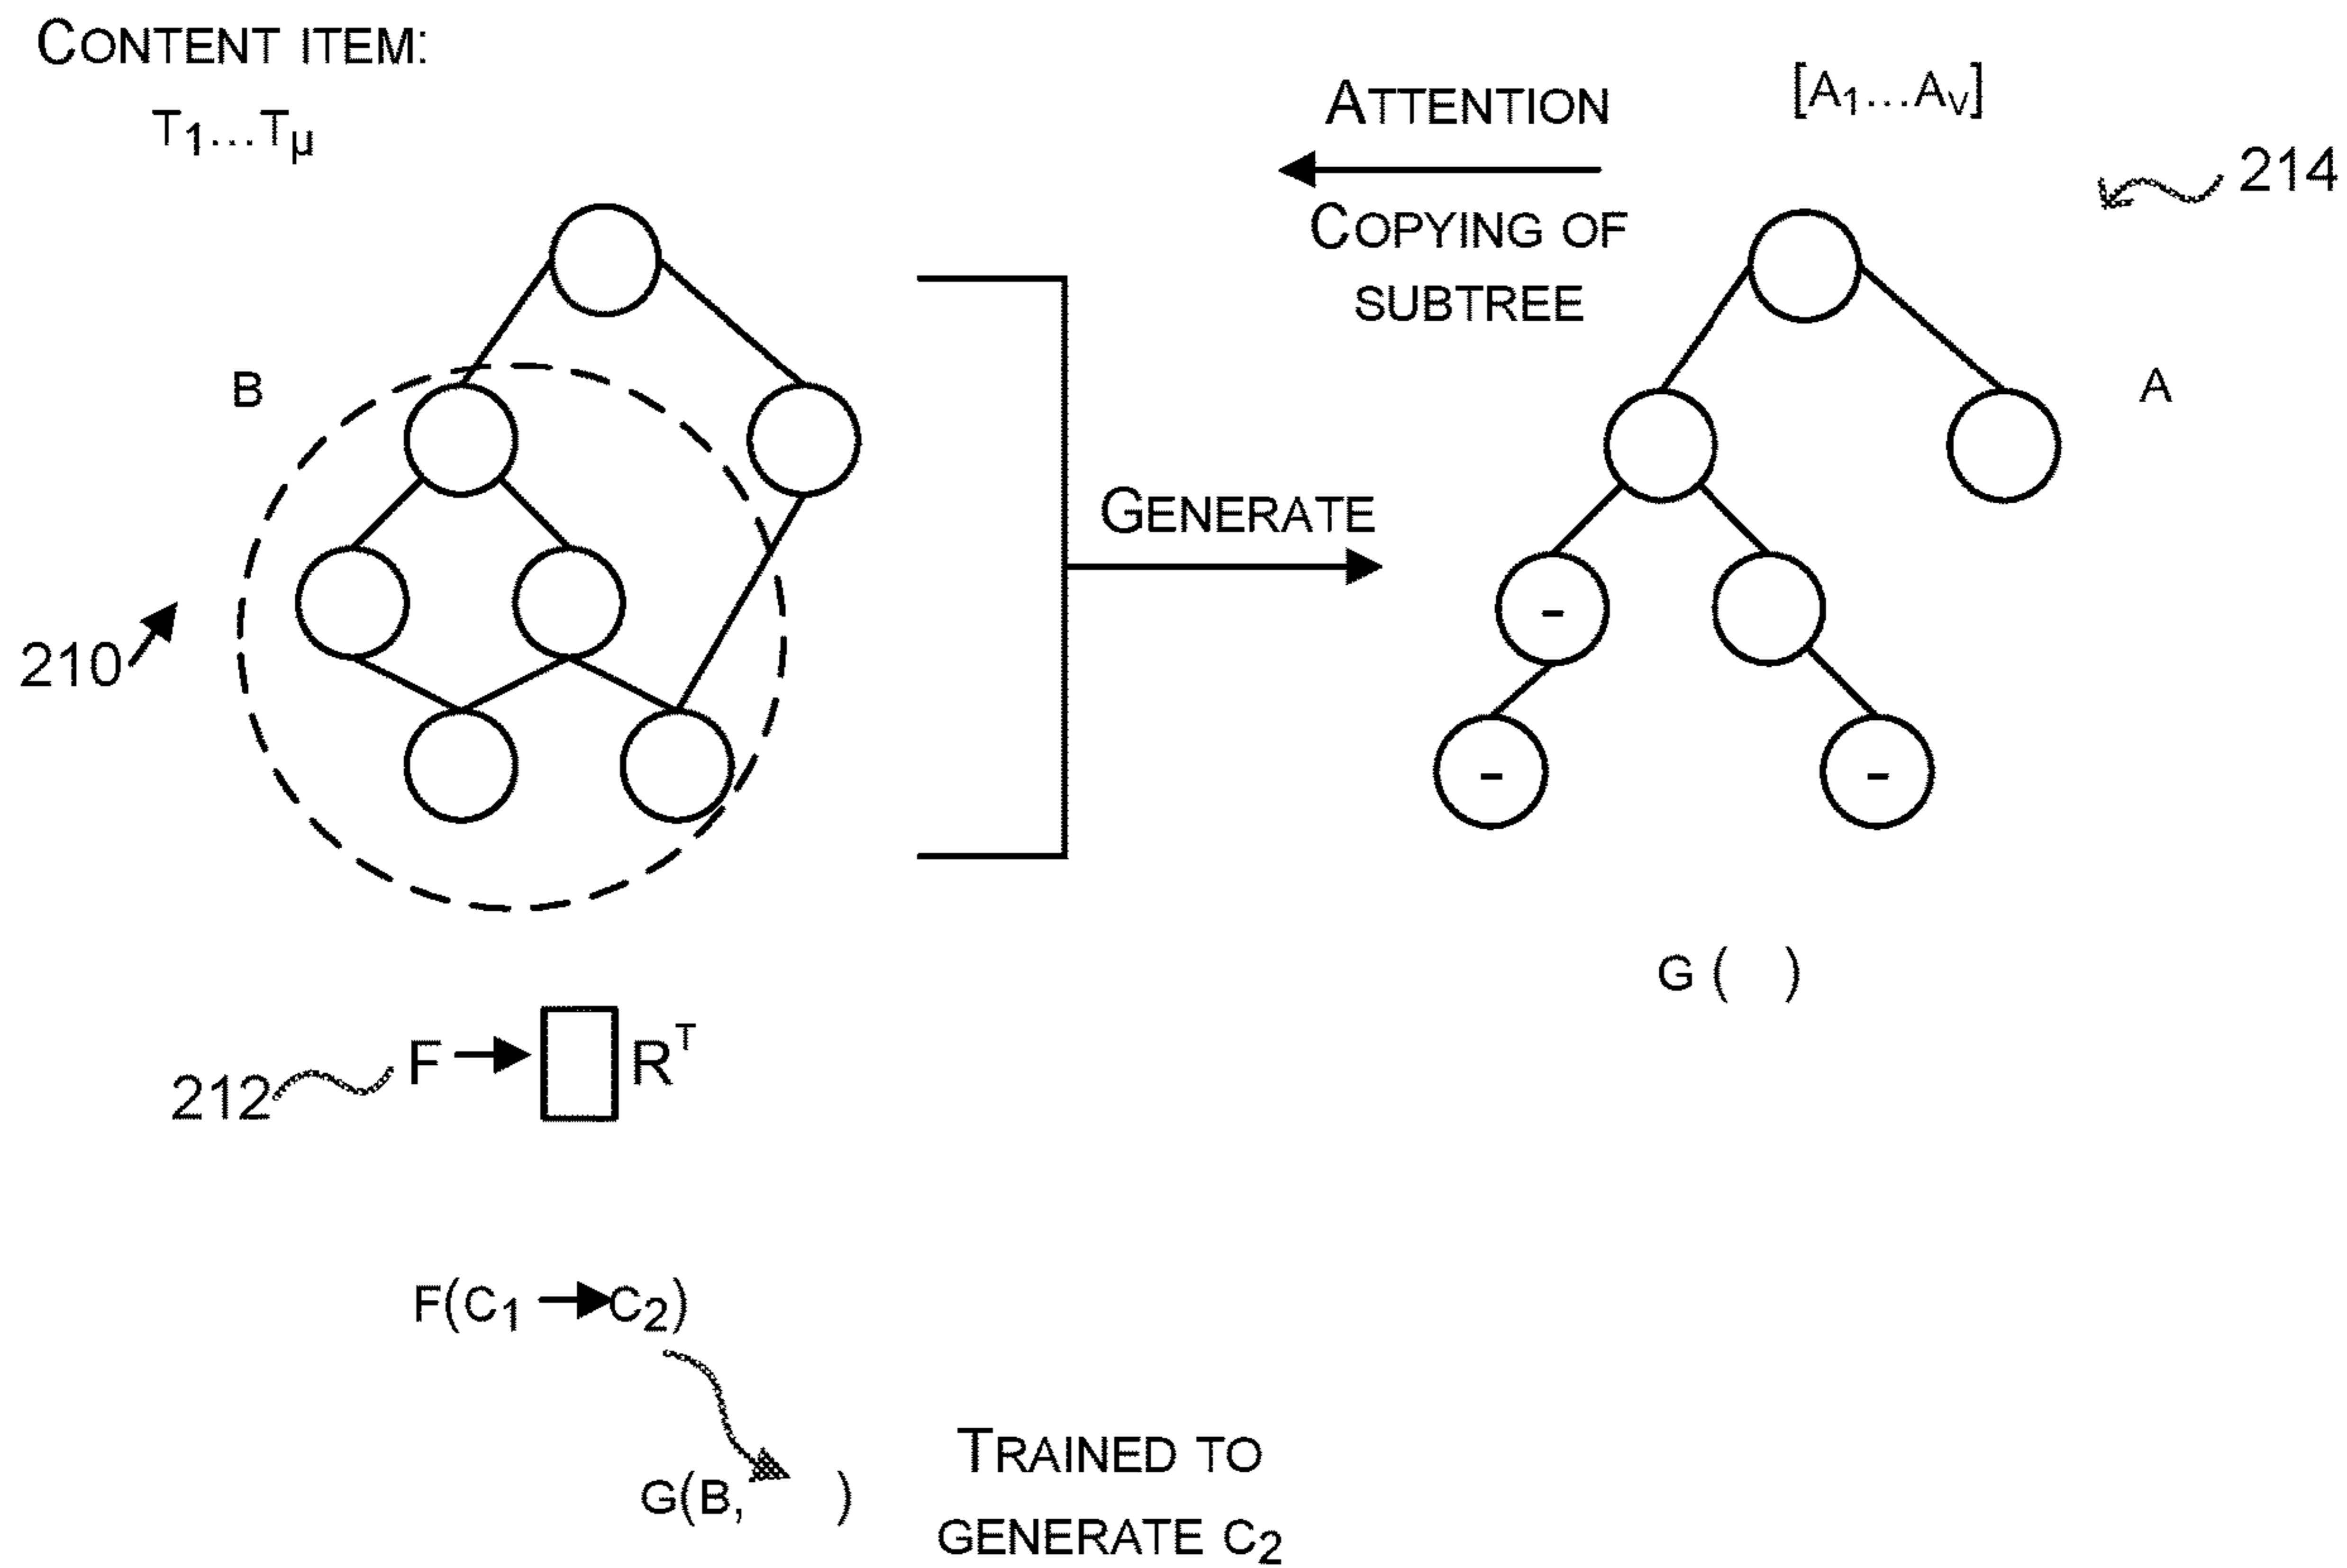 CONTENT ITEM:
T1...Tμ
ATTENTION
COPYING OF
SUBTREE
[A1...AV]
214
B
A
GENERATE
210
-
-
-
G ( )
212
F
R^T
F(C1 → C2)
G(B, )
TRAINED TO
GENERATE C2